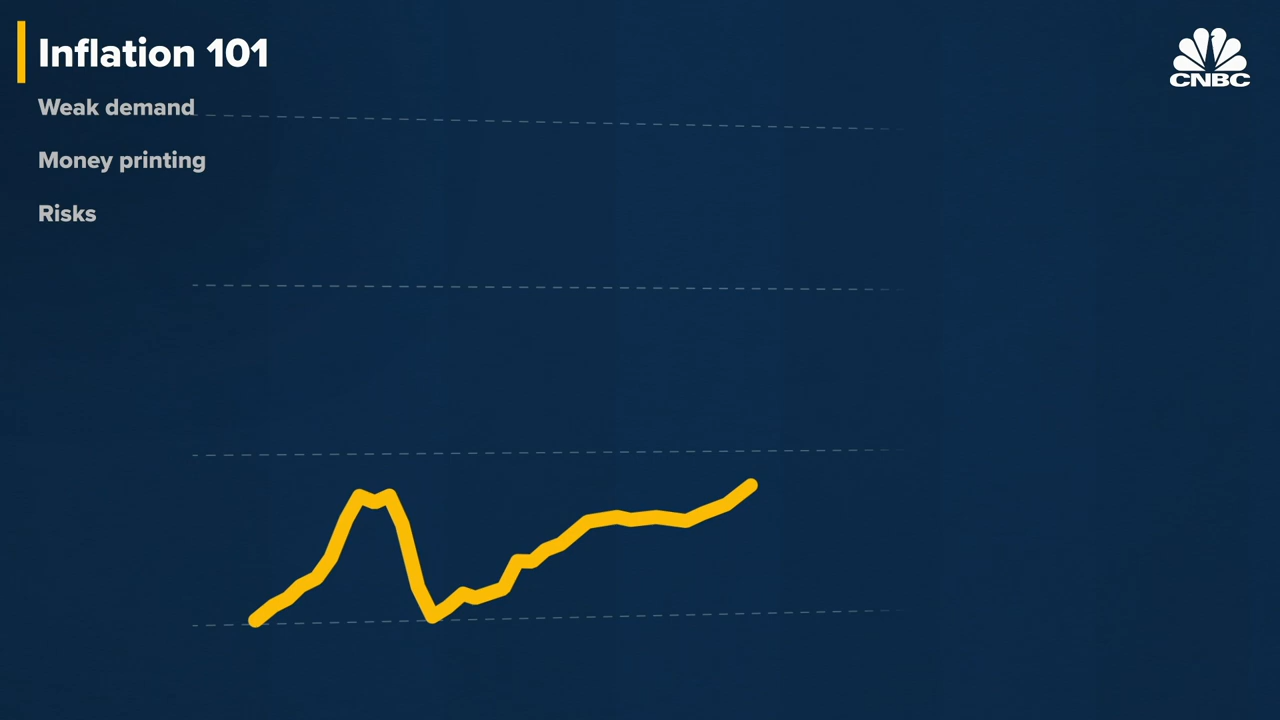 Inflation 101
CNBC
Weak demand
Money printing
Risks